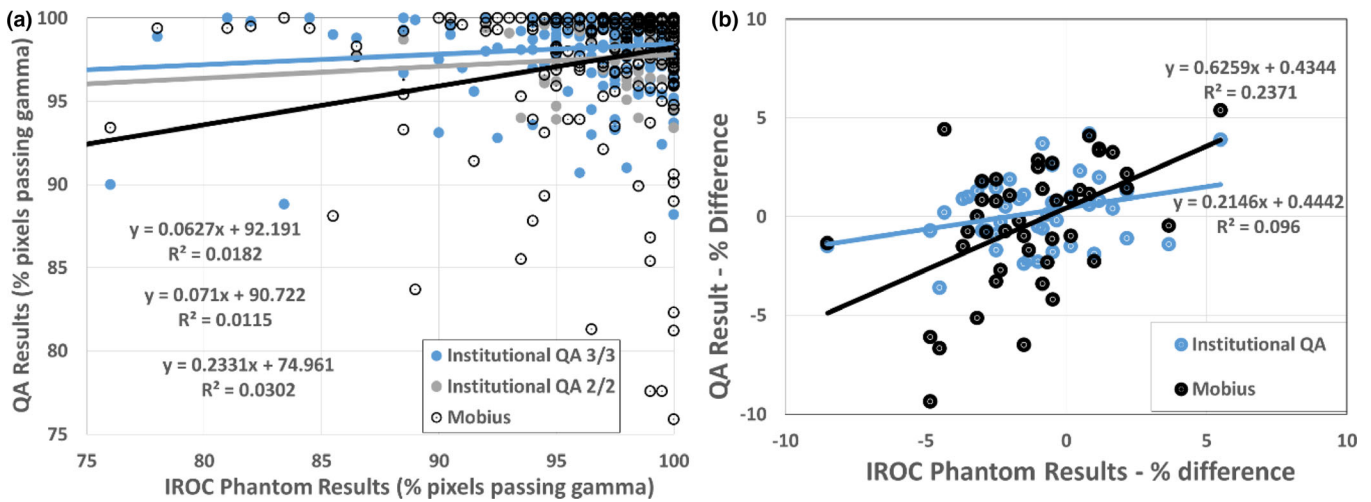 (a)
QA Results (% pixels passing gamma)
100
95
90
85
80
75
y = 0.0627x + 92.191
R² = 0.0182
y = 0.071x + 90.722
R² = 0.0115
y = 0.2331x + 74.961
R² = 0.0302
Institutional QA 3/3
Institutional QA 2/2
Mobius
75 80 85 90 95 100
IROC Phantom Results (% pixels passing gamma)
(b)
QA Result - % Difference
10
5
0
-5
-10
y = 0.6259x + 0.4344
R² = 0.2371
y = 0.2146x + 0.4442
R² = 0.096
Institutional QA
Mobius
-10 -5 0 5 10
IROC Phantom Results - % difference